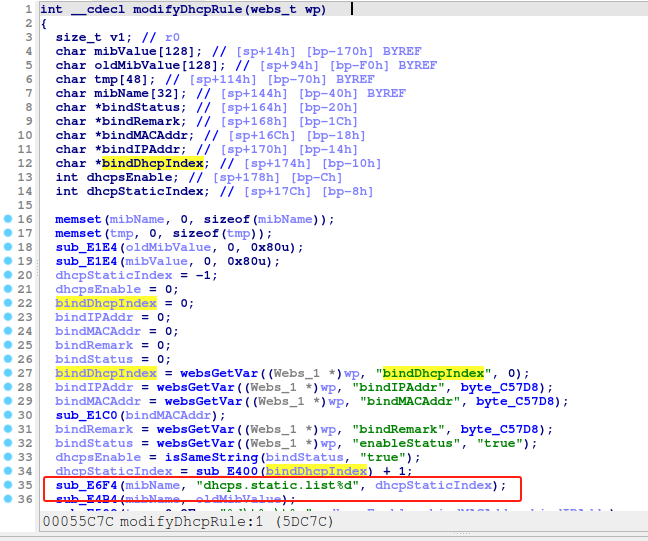 1 int __cdecl modifyDhcpRule(webs_t wp)
2 {
3 size_t v1; // r0
4 char mibValue[128]; // [sp+14h] [bp-170h] BYREF
5 char oldMibValue[128]; // [sp+94h] [bp-F0h] BYREF
6 char tmp[48]; // [sp+114h] [bp-70h] BYREF
7 char mibName[32]; // [sp+144h] [bp-40h] BYREF
8 char *bindStatus; // [sp+164h] [bp-20h]
9 char *bindRemark; // [sp+168h] [bp-1Ch]
10 char *bindMACAddr; // [sp+16Ch] [bp-18h]
11 char *bindIPAddr; // [sp+170h] [bp-14h]
12 char *bindDhcpIndex; // [sp+174h] [bp-10h]
13 int dhcpsEnable; // [sp+178h] [bp-Ch]
14 int dhcpStaticIndex; // [sp+17Ch] [bp-8h]
15
16 memset(mibName, 0, sizeof(mibName));
17 memset(tmp, 0, sizeof(tmp));
18 sub_E1E4(oldMibValue, 0, 0x80u);
19 sub_E1E4(mibValue, 0, 0x80u);
20 dhcpStaticIndex = -1;
21 dhcpsEnable = 0;
22 bindDhcpIndex = 0;
23 bindIPAddr = 0;
24 bindMACAddr = 0;
25 bindRemark = 0;
26 bindStatus = 0;
27 bindDhcpIndex = websGetVar((Webs_1 *)wp, "bindDhcpIndex", 0);
28 bindIPAddr = websGetVar((Webs_1 *)wp, "bindIPAddr", byte_C57D8);
29 bindMACAddr = websGetVar((Webs_1 *)wp, "bindMACAddr", byte_C57D8);
30 sub_E1C0(bindMACAddr);
31 bindRemark = websGetVar((Webs_1 *)wp, "bindRemark", byte_C57D8);
32 bindStatus = websGetVar((Webs_1 *)wp, "enableStatus", "true");
33 dhcpsEnable = isSameString(bindStatus, "true");
34 dhcpStaticIndex = sub_E400(bindDhcpIndex) + 1;
35 sub_E6F4(mibName, "dhcps.static.list%d", dhcpStaticIndex);
36 sub_E4B4(mibName, oldMibValue);
00055C7C modifyDhcpRule:1 (5DC7C)